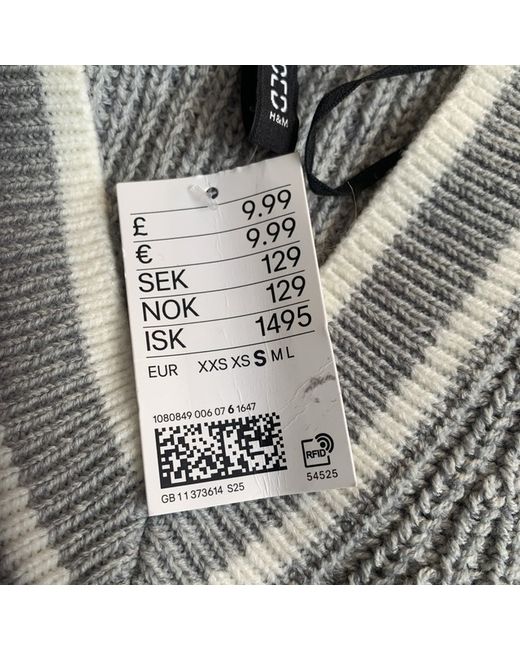 H&M
£ 9.99
€ 9.99
SEK 129
NOK 129
ISK 1495
EUR XXS XS S M L
1080849 006 07 6 1647
RFID
GB 11 373614 S25
54525